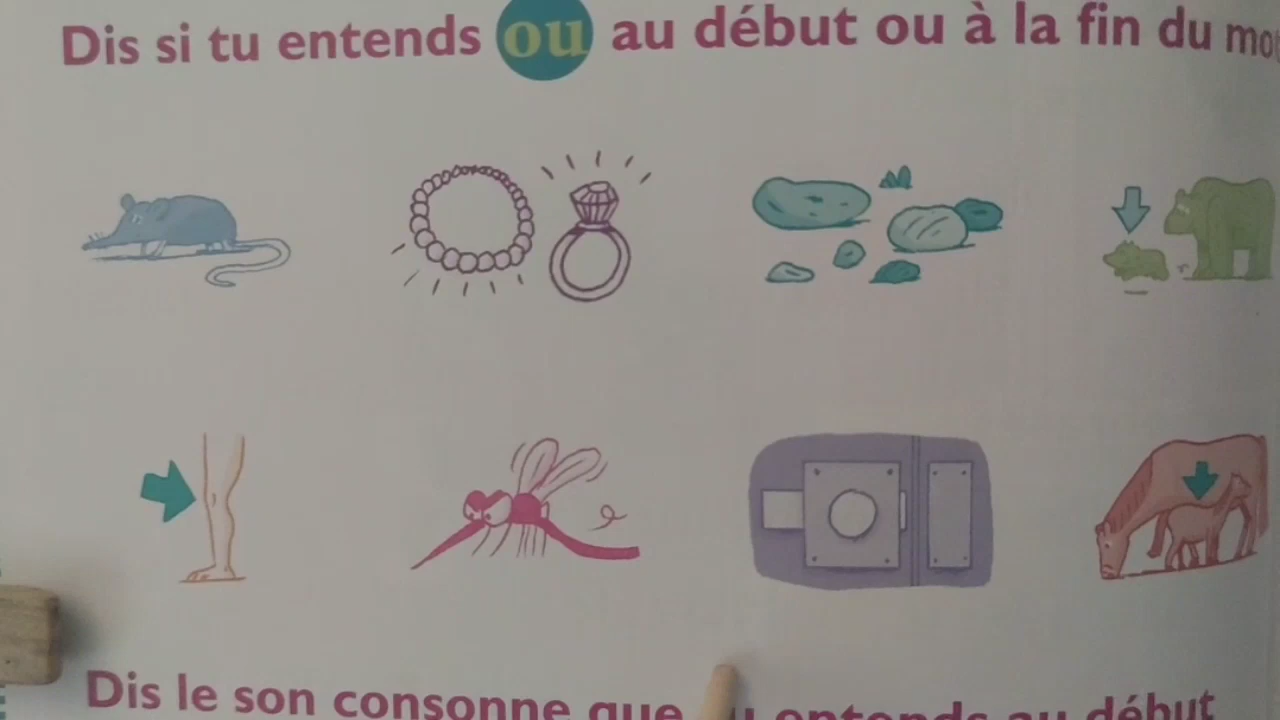 Dis si tu entends ou au début ou à la fin du
Dis le son consonne que entends au début